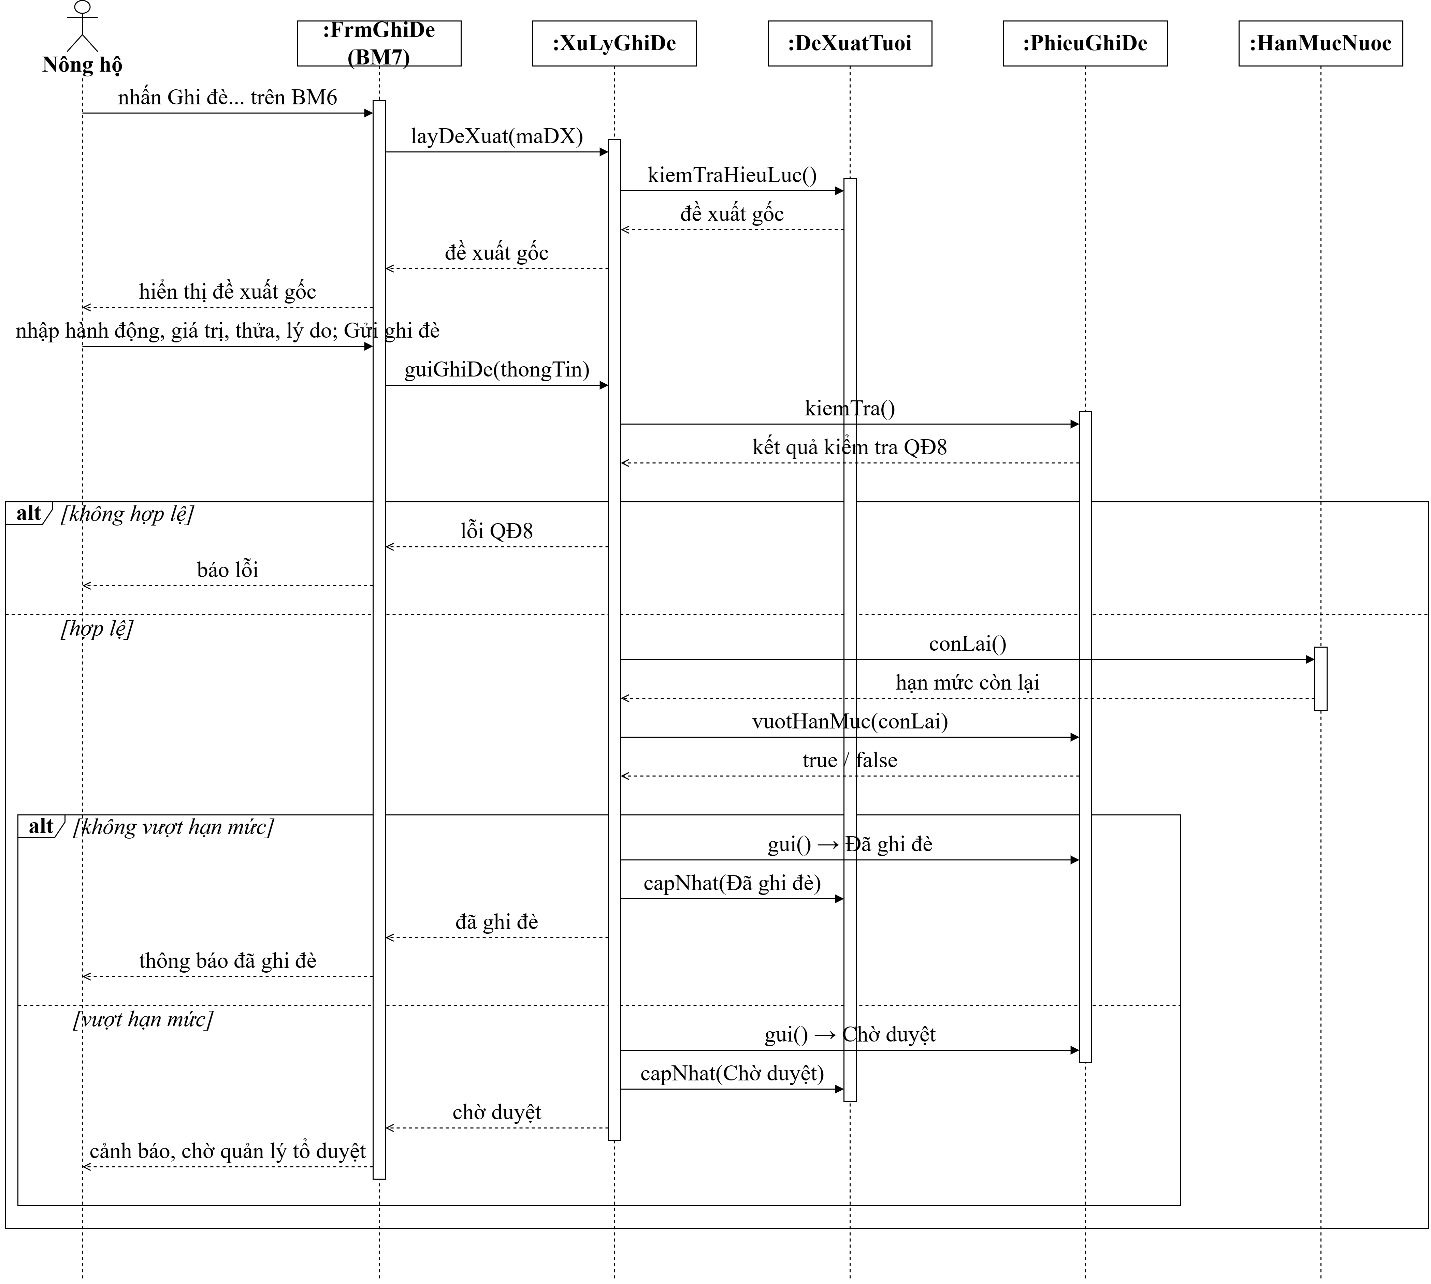 :FrmGhiDe
(BM7)
:XuLyGhiDe
:DeXuatTuoi
:PhieuGhiDe
:HanMucNuoc
Nông hộ
nhấn Ghi đè... trên BM6
layDeXuat(maDX)
kiemTraHieuLuc()
đề xuất gốc
đề xuất gốc
hiển thị đề xuất gốc
nhập hành động, giá trị, thửa, lý do; Gửi ghi đè
guiGhiDe(thongTin)
kiemTra()
kết quả kiểm tra QĐ8
alt [không hợp lệ]
lỗi QĐ8
báo lỗi
[hợp lệ]
conLai()
hạn mức còn lại
vuotHanMuc(conLai)
true / false
alt [không vượt hạn mức]
gui() → Đã ghi đè
capNhat(Đã ghi đè)
đã ghi đè
thông báo đã ghi đè
[vượt hạn mức]
gui() → Chờ duyệt
capNhat(Chờ duyệt)
chờ duyệt
cảnh báo, chờ quản lý tổ duyệt